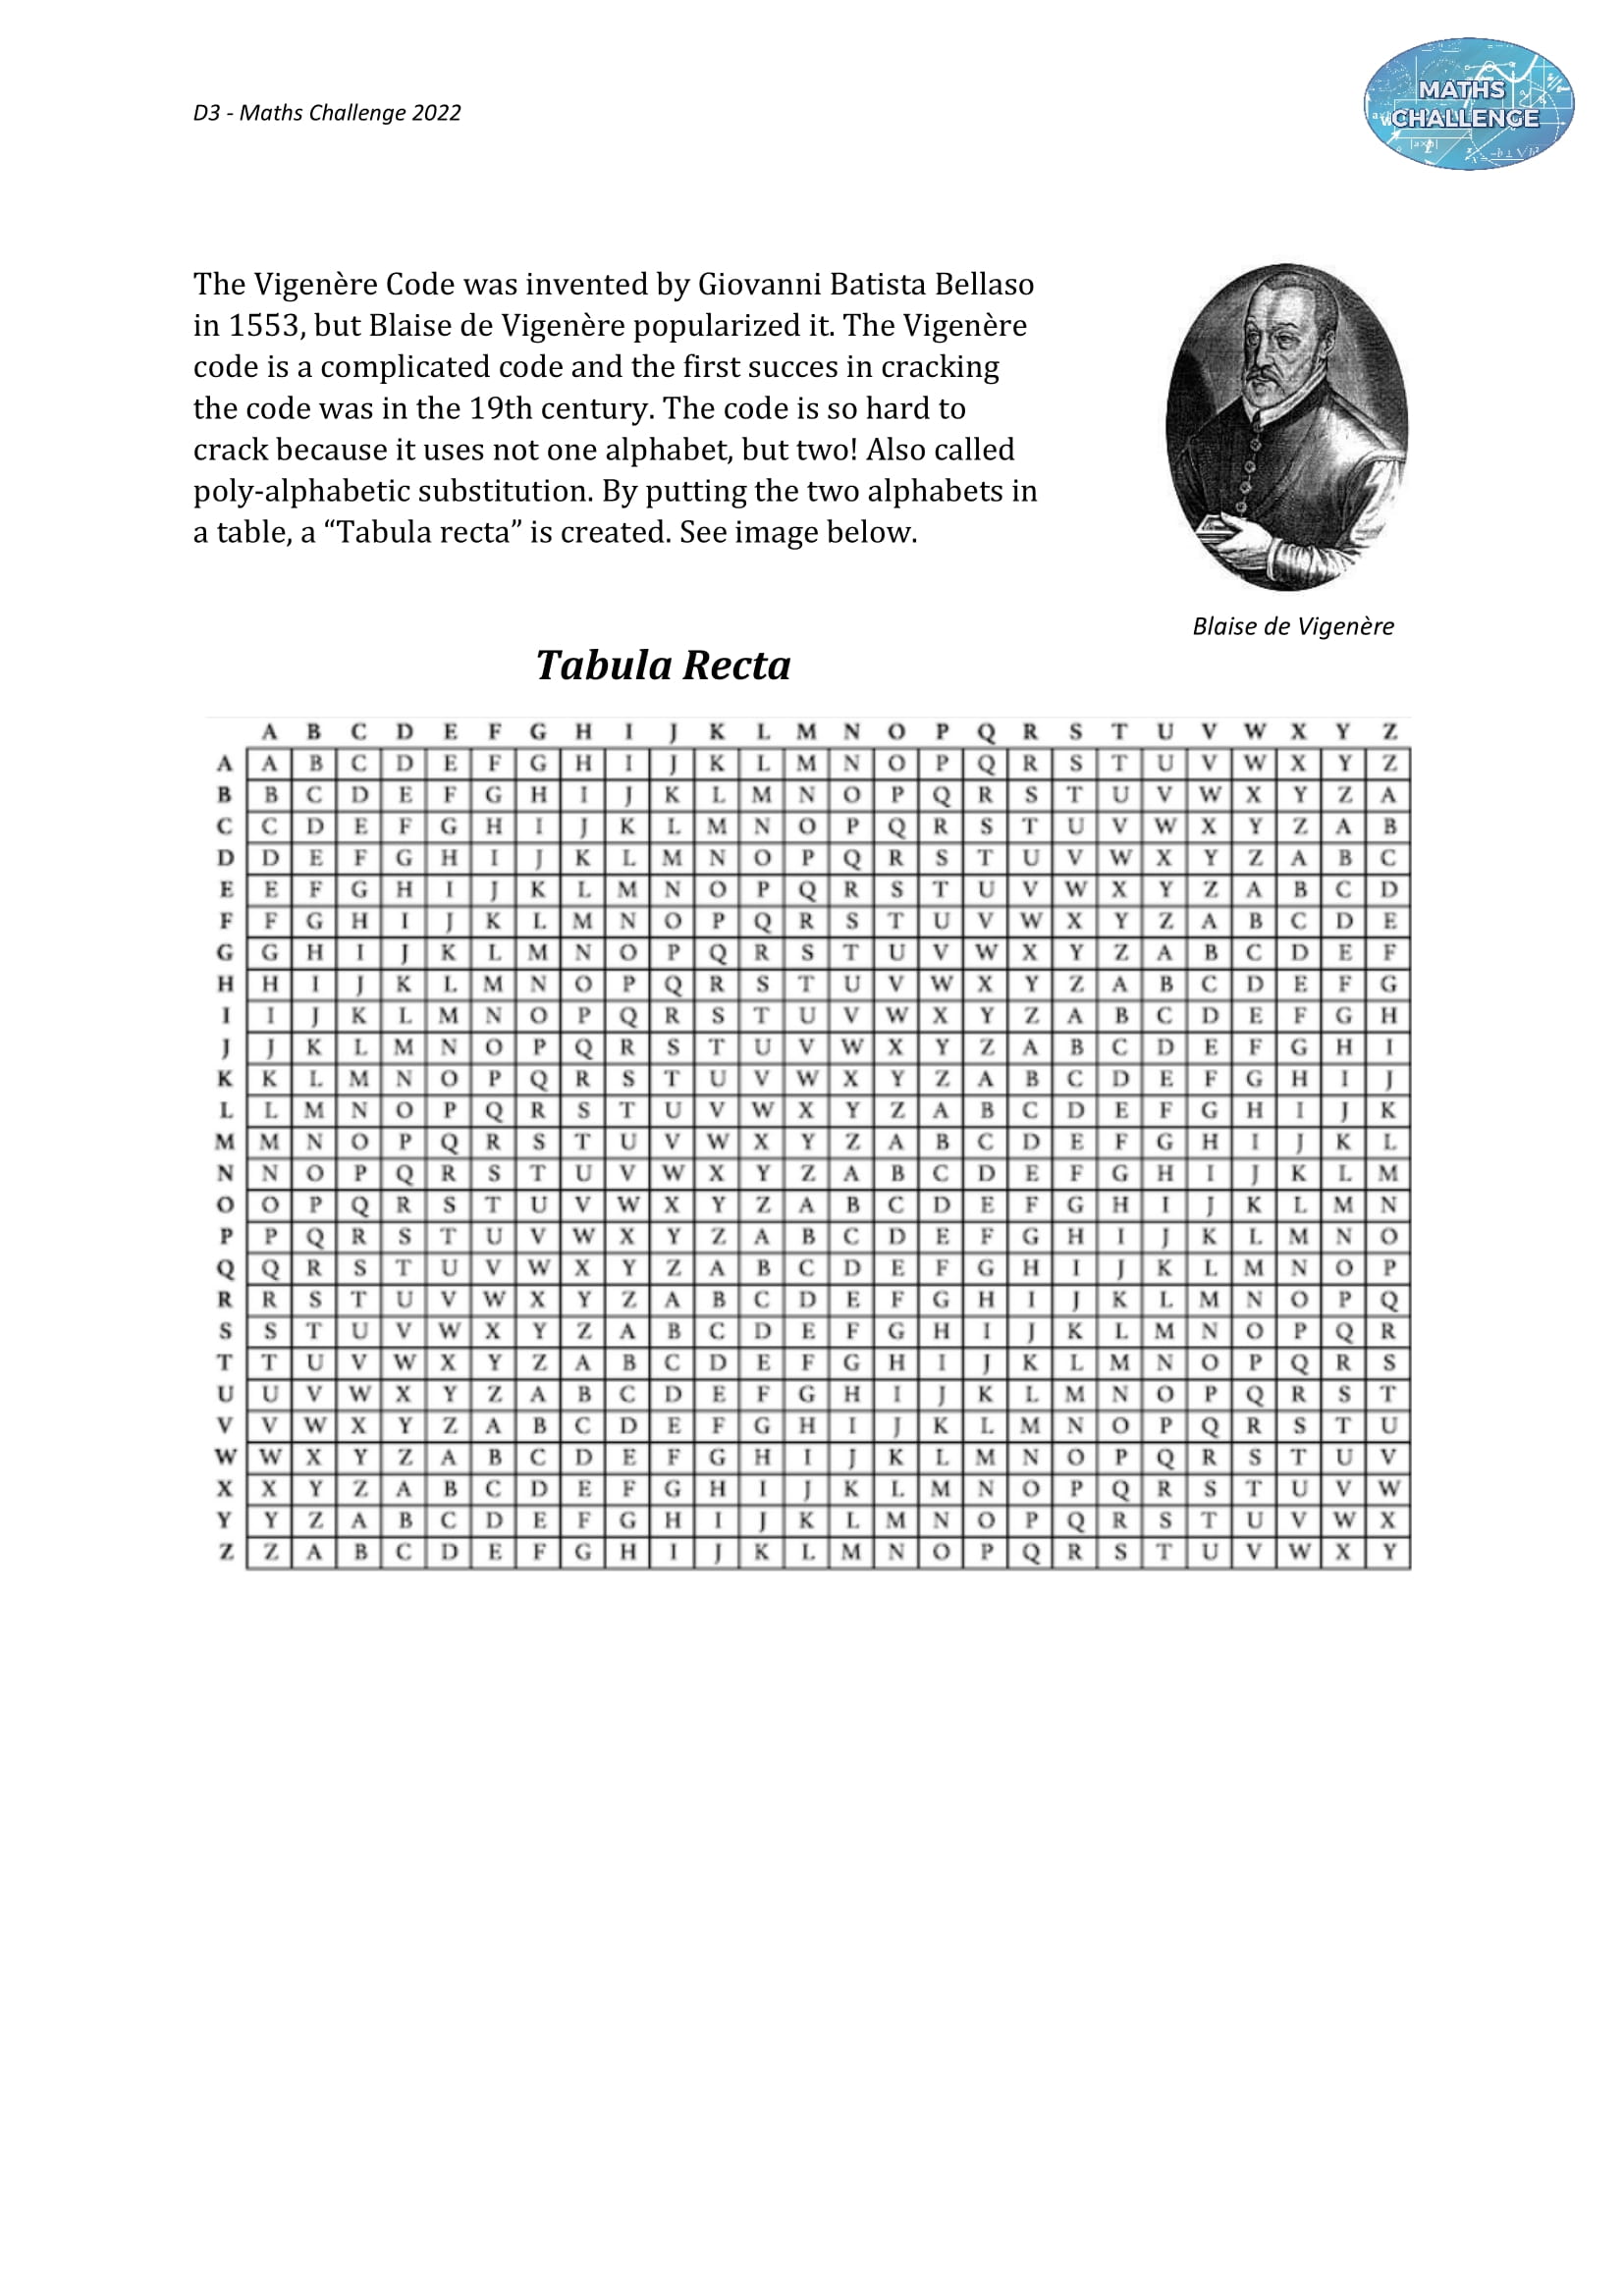 D3 - Maths Challenge 2022
MATHS
CHALLENGE
The Vigenère Code was invented by Giovanni Batista Bellaso
in 1553, but Blaise de Vigenère popularized it. The Vigenère
code is a complicated code and the first succes in cracking
the code was in the 19th century. The code is so hard to
crack because it uses not one alphabet, but two! Also called
poly-alphabetic substitution. By putting the two alphabets in
a table, a “Tabula recta” is created. See image below.
Blaise de Vigenère
Tabula Recta
A B C D E F G H I J K L M N O P Q R S T U V W X Y Z
A A B C D E F G H I J K L M N O P Q R S T U V W X Y Z
B B C D E F G H I J K L M N O P Q R S T U V W X Y Z A
C C D E F G H I J K L M N O P Q R S T U V W X Y Z A B
D D E F G H I J K L M N O P Q R S T U V W X Y Z A B C
E E F G H I J K L M N O P Q R S T U V W X Y Z A B C D
F F G H I J K L M N O P Q R S T U V W X Y Z A B C D E
G G H I J K L M N O P Q R S T U V W X Y Z A B C D E F
H H I J K L M N O P Q R S T U V W X Y Z A B C D E F G
I I J K L M N O P Q R S T U V W X Y Z A B C D E F G H
J J K L M N O P Q R S T U V W X Y Z A B C D E F G H I
K K L M N O P Q R S T U V W X Y Z A B C D E F G H I J
L L M N O P Q R S T U V W X Y Z A B C D E F G H I J K
M M N O P Q R S T U V W X Y Z A B C D E F G H I J K L
N N O P Q R S T U V W X Y Z A B C D E F G H I J K L M
O O P Q R S T U V W X Y Z A B C D E F G H I J K L M N
P P Q R S T U V W X Y Z A B C D E F G H I J K L M N O
Q Q R S T U V W X Y Z A B C D E F G H I J K L M N O P
R R S T U V W X Y Z A B C D E F G H I J K L M N O P Q
S S T U V W X Y Z A B C D E F G H I J K L M N O P Q R
T T U V W X Y Z A B C D E F G H I J K L M N O P Q R S
U U V W X Y Z A B C D E F G H I J K L M N O P Q R S T
V V W X Y Z A B C D E F G H I J K L M N O P Q R S T U
W W X Y Z A B C D E F G H I J K L M N O P Q R S T U V
X X Y Z A B C D E F G H I J K L M N O P Q R S T U V W
Y Y Z A B C D E F G H I J K L M N O P Q R S T U V W X
Z Z A B C D E F G H I J K L M N O P Q R S T U V W X Y